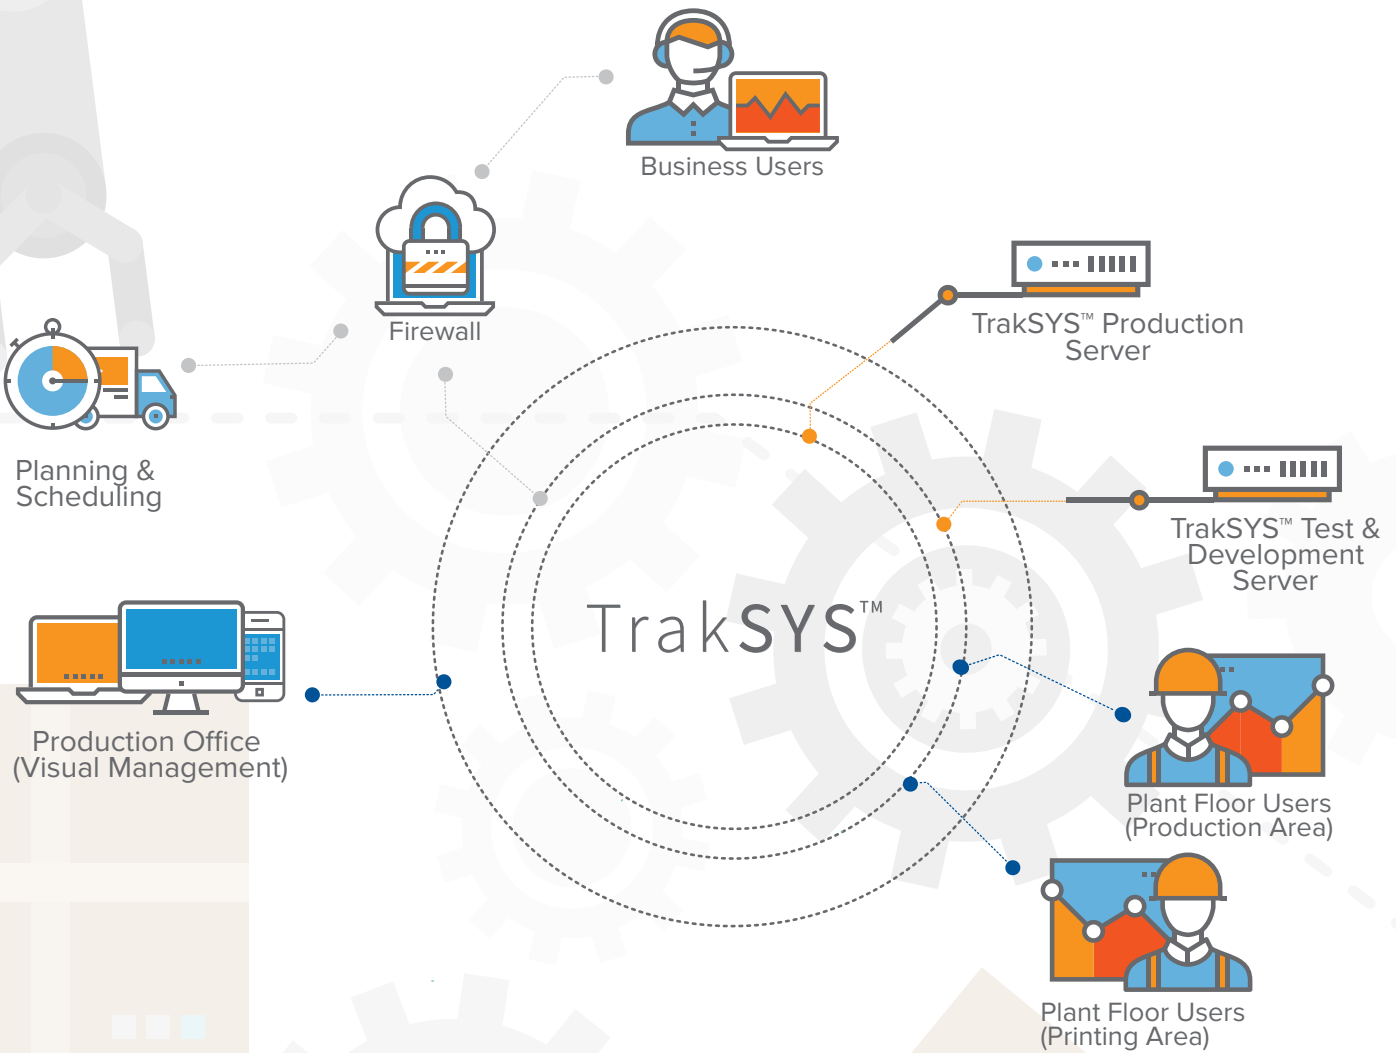 Business Users
Firewall
TrakSYS™ Production
Server
Planning &
Scheduling
TrakSYS™ Test &
Development
Server
TrakSYS™
Production Office
(Visual Management)
Plant Floor Users
(Production Area)
Plant Floor Users
(Printing Area)